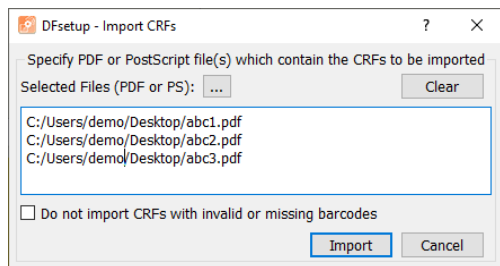 DFsetup - Import CRFs
Specify PDF or PostScript file(s) which contain the CRFs to be imported
Selected Files (PDF or PS): ... Clear
C:/Users/demo/Desktop/abc1.pdf
C:/Users/demo/Desktop/abc2.pdf
C:/Users/demo/Desktop/abc3.pdf
Do not import CRFs with invalid or missing barcodes
Import Cancel